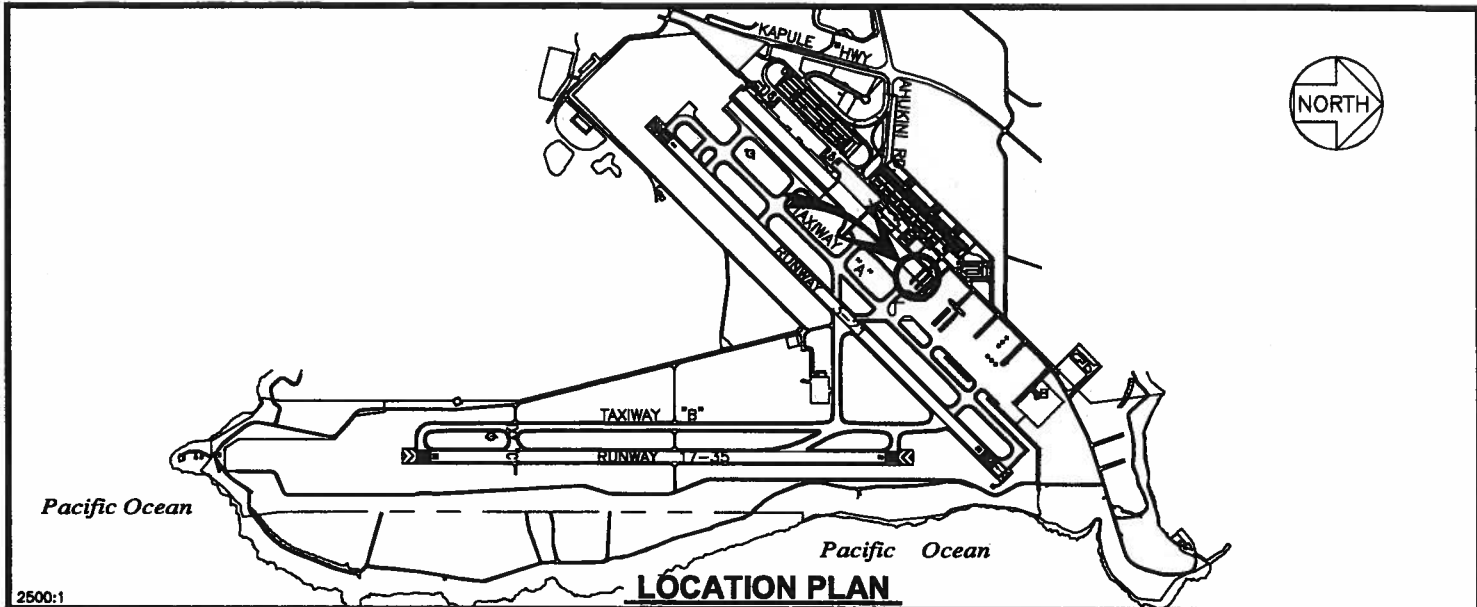 KAPULE HWY
AHUKINI RD
NORTH
TAXIWAY "A"
RUNWAY
TAXIWAY "B"
RUNWAY 17-35
Pacific Ocean
Pacific Ocean
LOCATION PLAN
2500:1